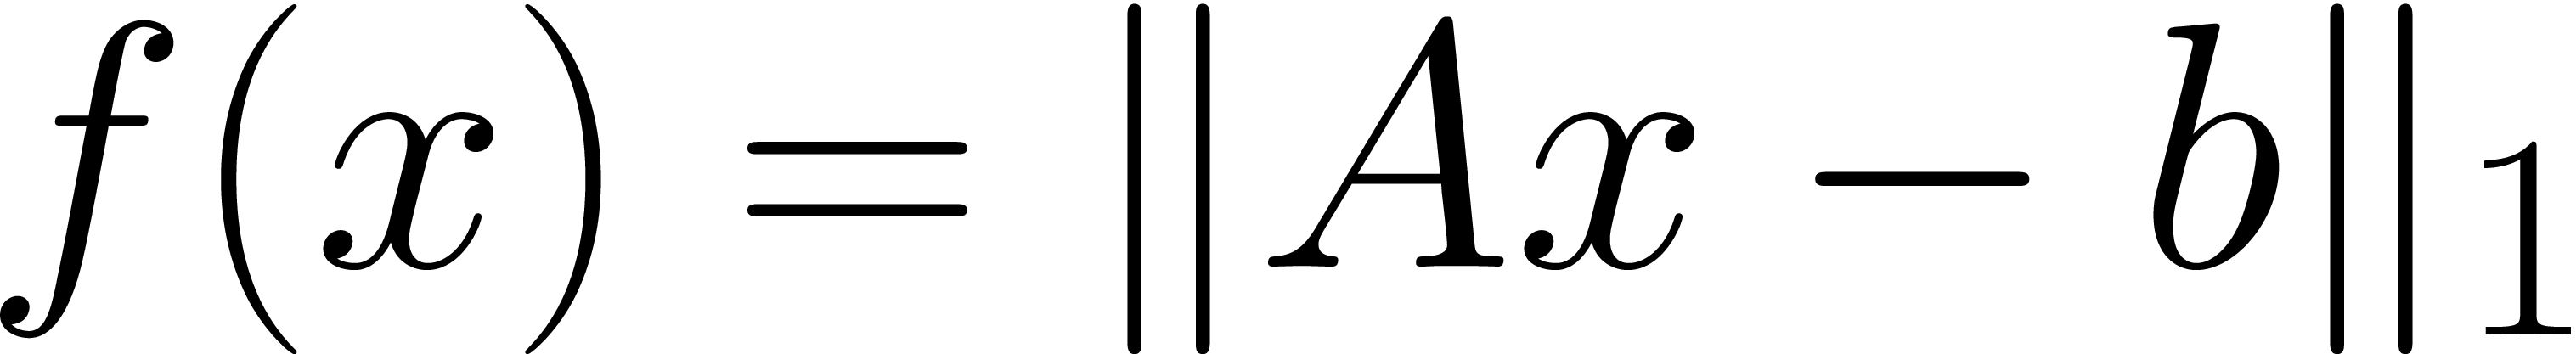 f(x) = ‖Ax − b‖₁